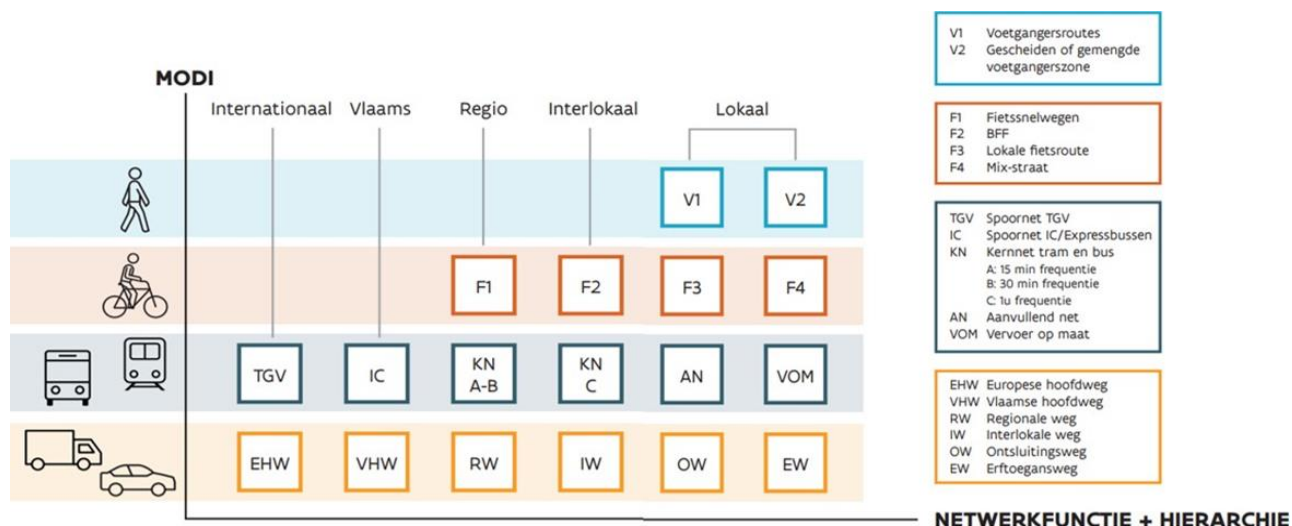 MODI
Internationaal Vlaams Regio Interlokaal Lokaal
V1 V2
F1 F2 F3 F4
TGV IC KN A-B KN C AN VOM
EHW VHW RW IW OW EW
V1 Voetgangersroutes
V2 Gescheiden of gemengde
voetgangerszone
F1 Fietssnelwegen
F2 BFF
F3 Lokale fietsroute
F4 Mix-straat
TGV Spoornet TGV
IC Spoornet IC/Expressbussen
KN Kernnet tram en bus
A: 15 min frequentie
B: 30 min frequentie
C: 1u frequentie
AN Aanvullend net
VOM Vervoer op maat
EHW Europese hoofdweg
VHW Vlaamse hoofdweg
RW Regionale weg
IW Interlokale weg
OW Ontsluitingsweg
EW Erftoegansweg
NETWERKFUNCTIE + HIERARCHIE